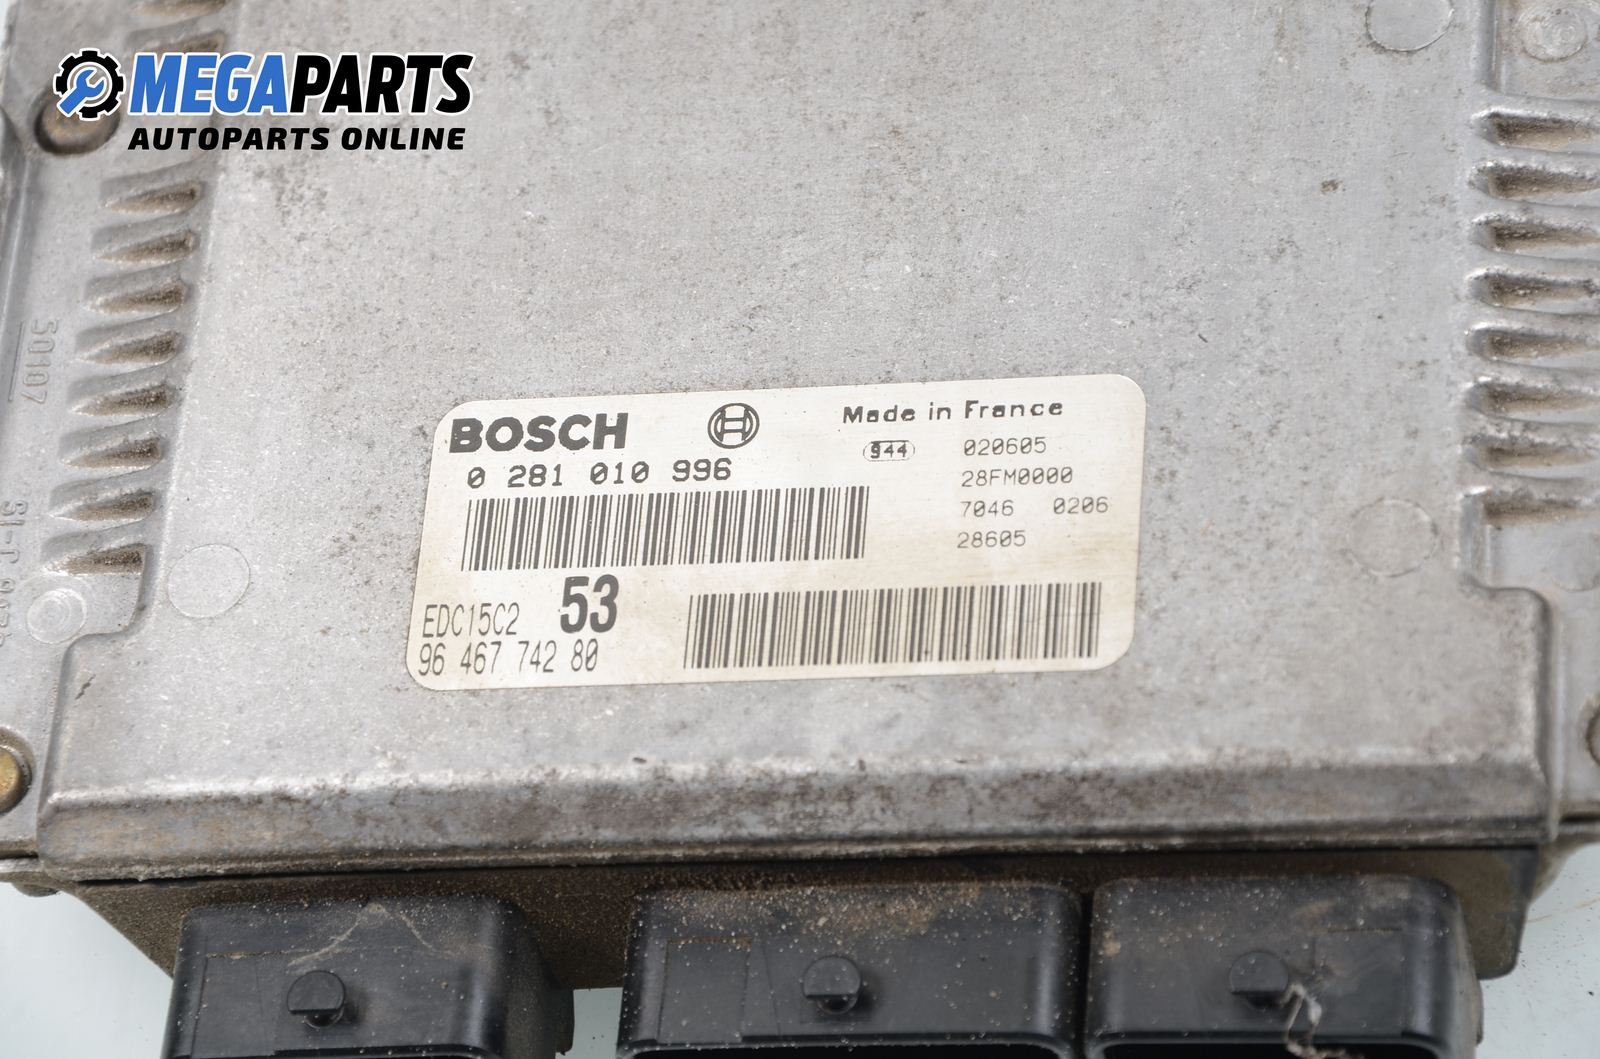 MEGAPARTS
AUTOPARTS ONLINE
BOSCH
0 281 010 996
Made in France
944
020605
28FM0000
7046 0206
28605
EDC15C2 53
96 467 742 80
S0107